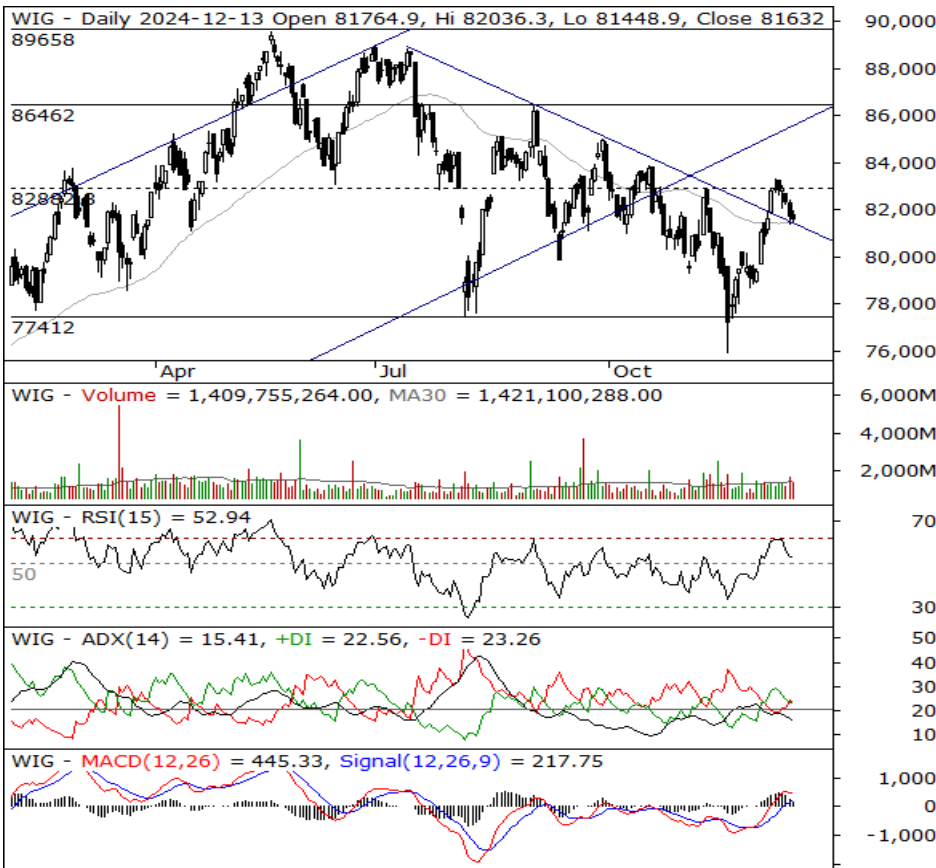 WIG - Daily 2024-12-13 Open 81764.9, Hi 82036.3, Lo 81448.9, Close 81632
90,000
89658
88,000
86462
86,000
84,000
82882.3
82,000
80,000
78,000
77412
76,000
Apr Jul Oct
WIG - Volume = 1,409,755,264.00, MA30 = 1,421,100,288.00
6,000M
4,000M
2,000M
WIG - RSI(15) = 52.94
70
50
30
WIG - ADX(14) = 15.41, +DI = 22.56, -DI = 23.26
50
40
30
20
10
WIG - MACD(12,26) = 445.33, Signal(12,26,9) = 217.75
1,000
0
-1,000